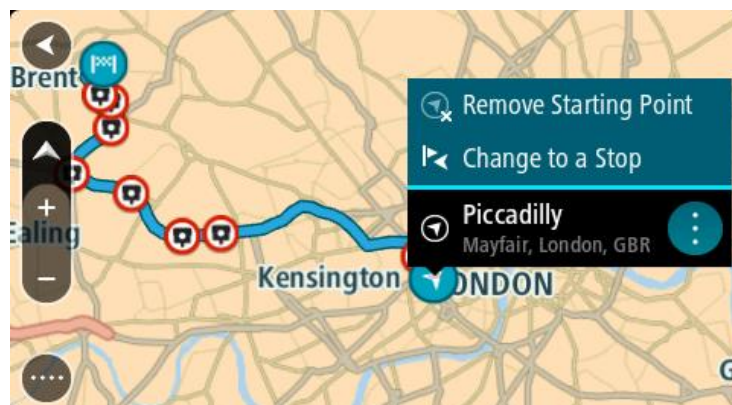 Brent
Remove Starting Point
Change to a Stop
Piccadilly
Mayfair, London, GBR
Ealing
Kensington
ONDON
G
+
−